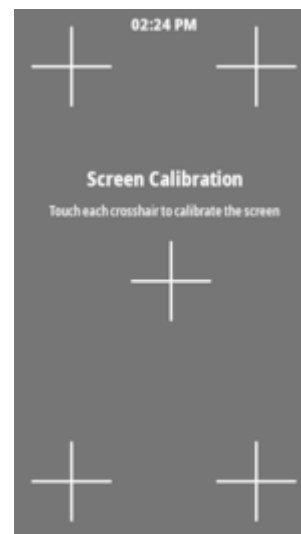 02:24 PM
Screen Calibration
Touch each crosshair to calibrate the screen